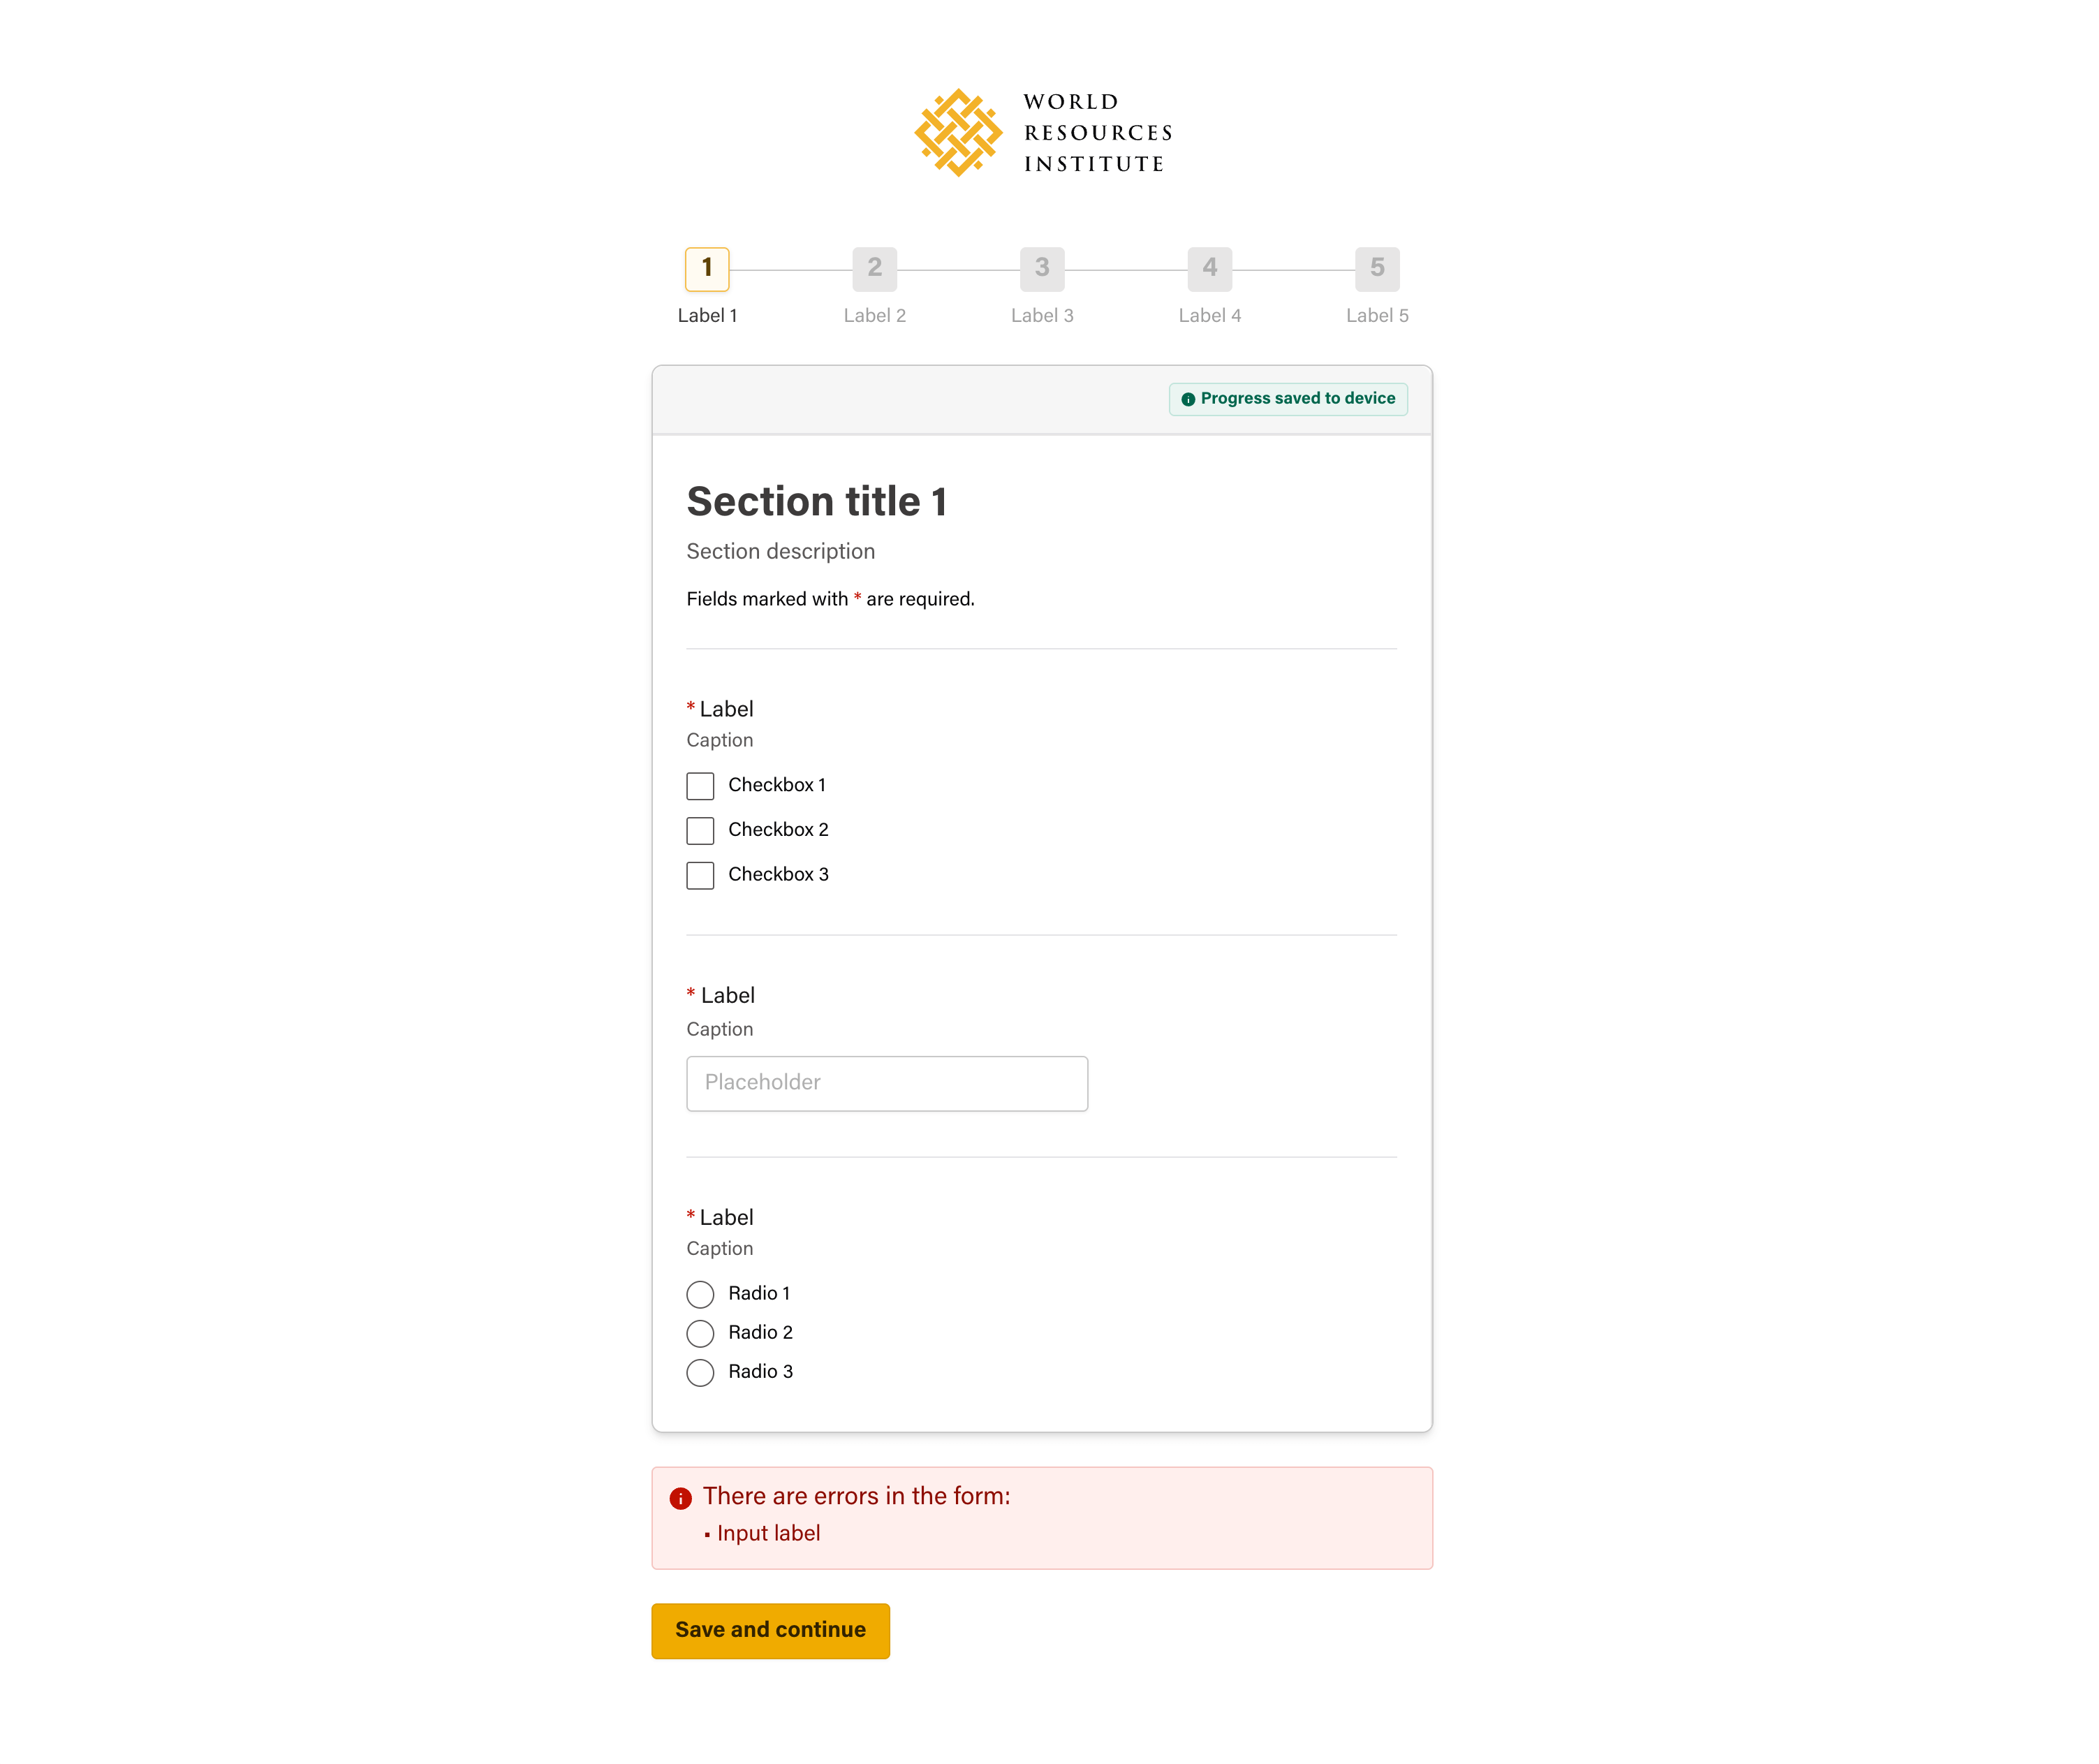 WORLD
RESOURCES
INSTITUTE
1 2 3 4 5
Label 1 Label 2 Label 3 Label 4 Label 5
Progress saved to device
Section title 1
Section description
Fields marked with * are required.
* Label
Caption
Checkbox 1
Checkbox 2
Checkbox 3
* Label
Caption
Placeholder
* Label
Caption
Radio 1
Radio 2
Radio 3
There are errors in the form:
▪ Input label
Save and continue